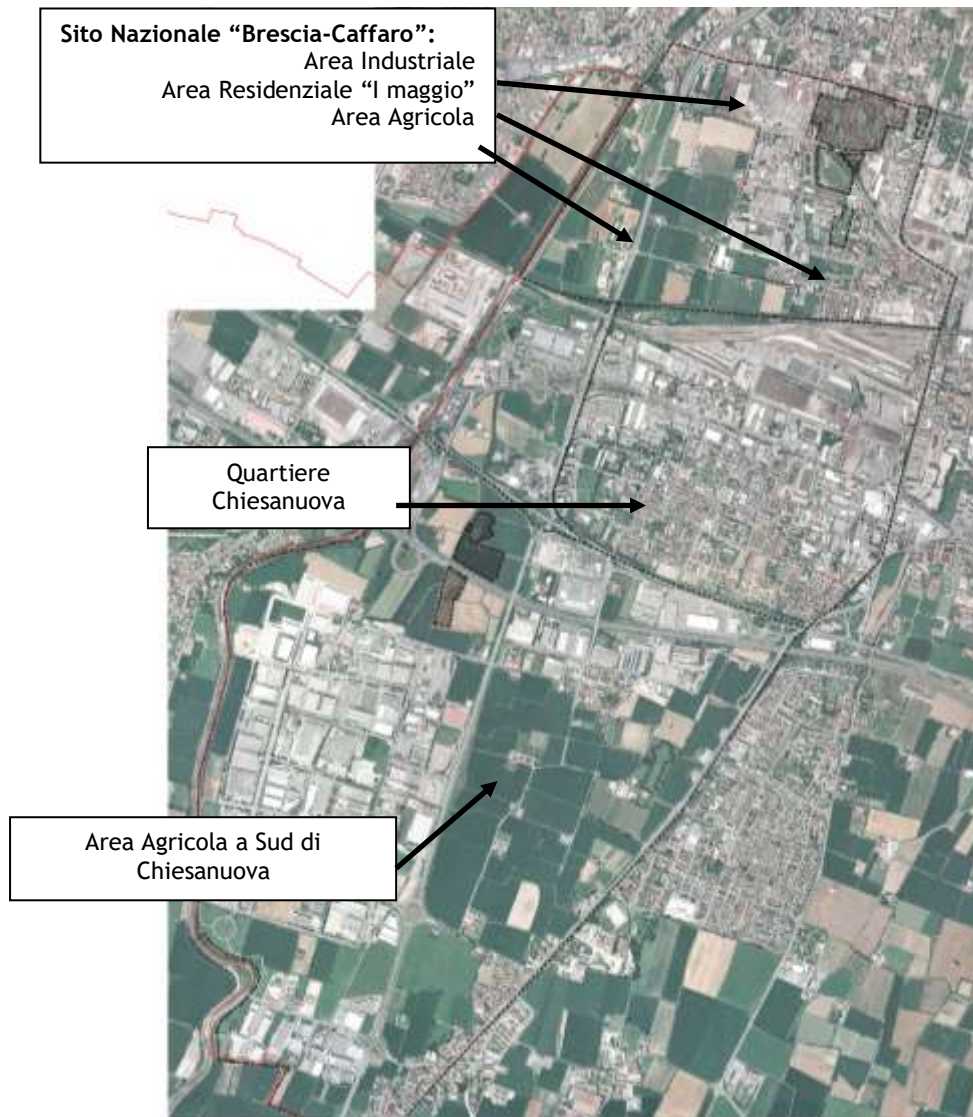 Sito Nazionale “Brescia-Caffaro”:
Area Industriale
Area Residenziale “I maggio”
Area Agricola
Quartiere
Chiesanuova
Area Agricola a Sud di
Chiesanuova